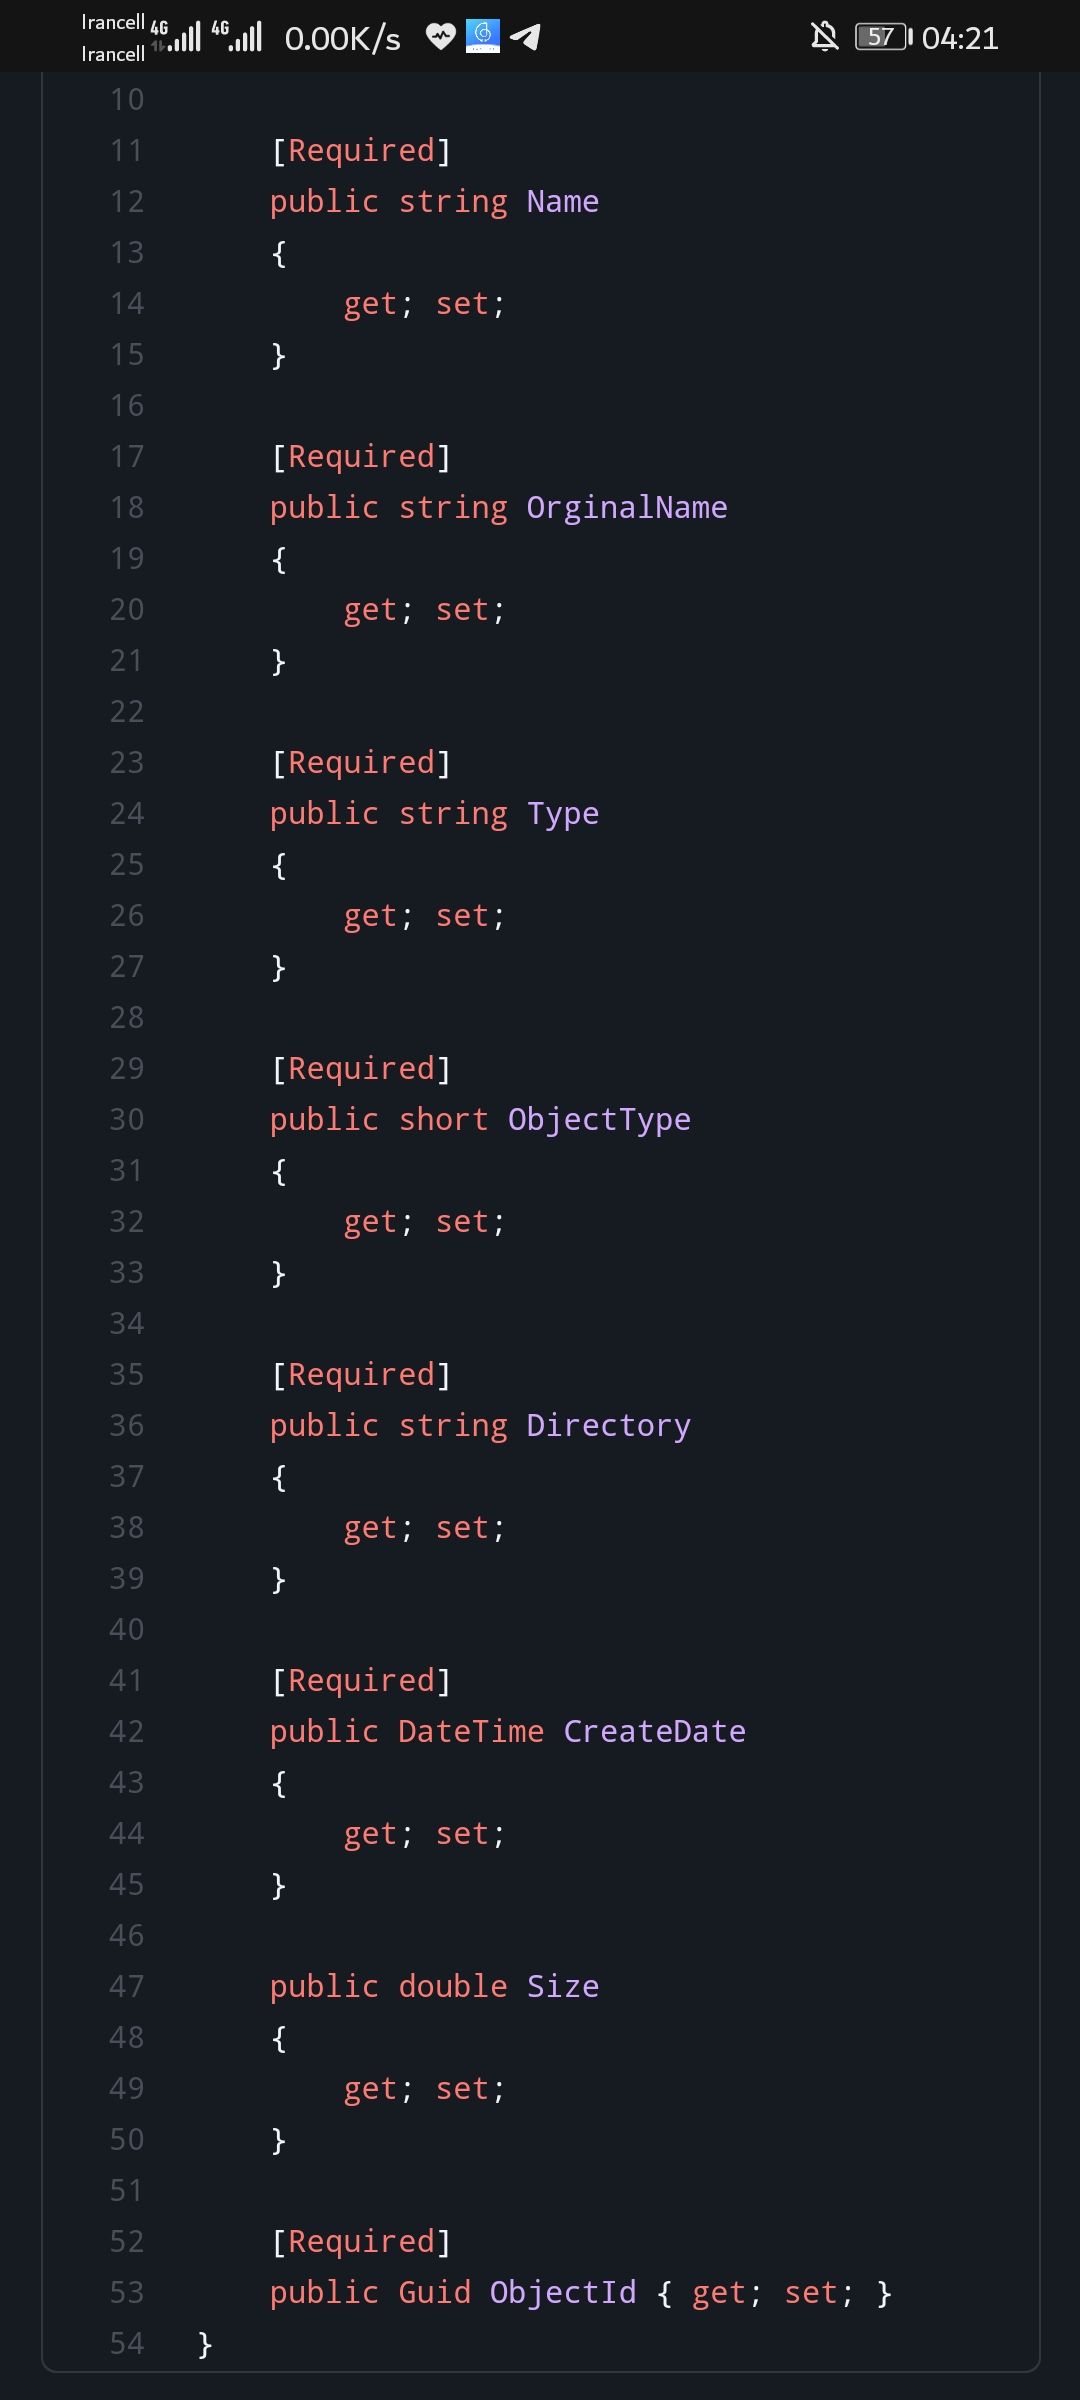 Irancell 4G 4G 0.00K/s 57 04:21
Irancell
10
11 [Required]
12 public string Name
13 {
14 get; set;
15 }
16
17 [Required]
18 public string OrginalName
19 {
20 get; set;
21 }
22
23 [Required]
24 public string Type
25 {
26 get; set;
27 }
28
29 [Required]
30 public short ObjectType
31 {
32 get; set;
33 }
34
35 [Required]
36 public string Directory
37 {
38 get; set;
39 }
40
41 [Required]
42 public DateTime CreateDate
43 {
44 get; set;
45 }
46
47 public double Size
48 {
49 get; set;
50 }
51
52 [Required]
53 public Guid ObjectId { get; set; }
54 }